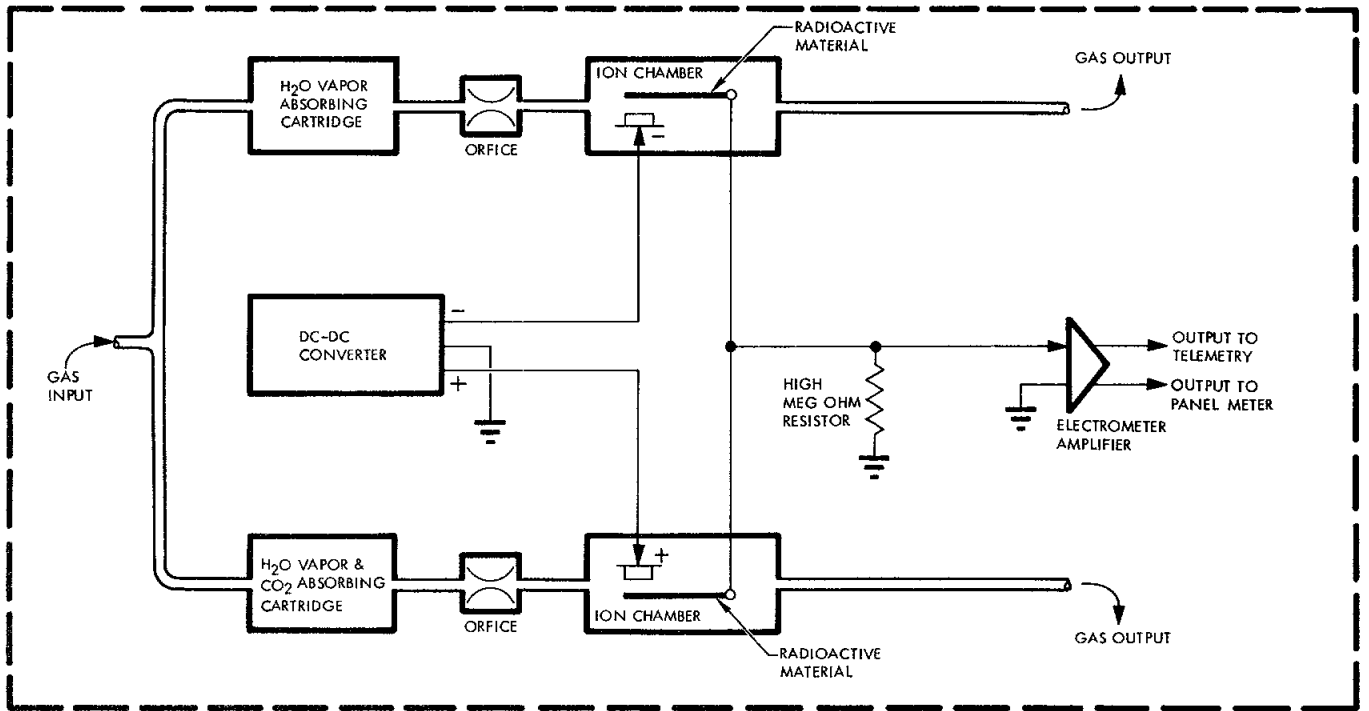 RADIOACTIVE
MATERIAL
GAS OUTPUT
H2O VAPOR
ABSORBING
CARTRIDGE
ORFICE
ION CHAMBER
−
DC-DC
CONVERTER
−
+
GAS
INPUT
HIGH
MEG OHM
RESISTOR
OUTPUT TO
TELEMETRY
OUTPUT TO
PANEL METER
ELECTROMETER
AMPLIFIER
H2O VAPOR &
CO2 ABSORBING
CARTRIDGE
ORFICE
+
ION CHAMBER
RADIOACTIVE
MATERIAL
GAS OUTPUT